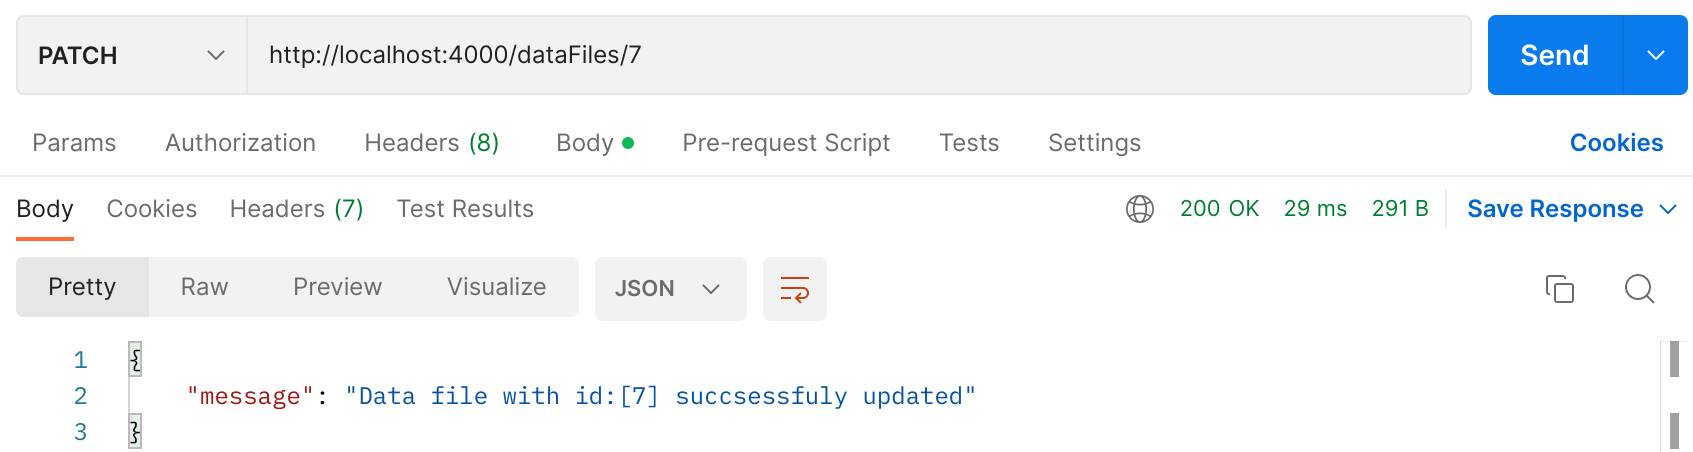 PATCH http://localhost:4000/dataFiles/7 Send
Params Authorization Headers (8) Body Pre-request Script Tests Settings Cookies
Body Cookies Headers (7) Test Results 200 OK 29 ms 291 B Save Response
Pretty Raw Preview Visualize JSON
1 {
2 "message": "Data file with id:[7] succsessfuly updated"
3 }